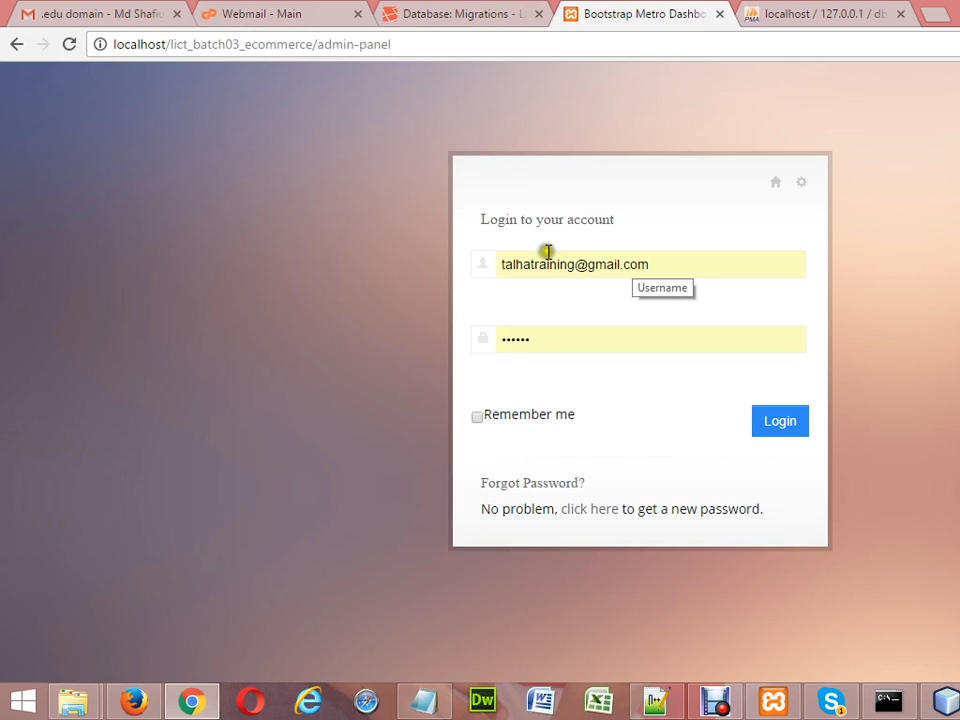 .edu domain - Md Shafiu
Webmail - Main
Database: Migrations - La
Bootstrap Metro Dashbo
localhost / 127.0.0.1 / db
localhost/lict_batch03_ecommerce/admin-panel
Login to your account
talhatraining@gmail.com
Username
••••••
Remember me
Login
Forgot Password?
No problem, click here to get a new password.